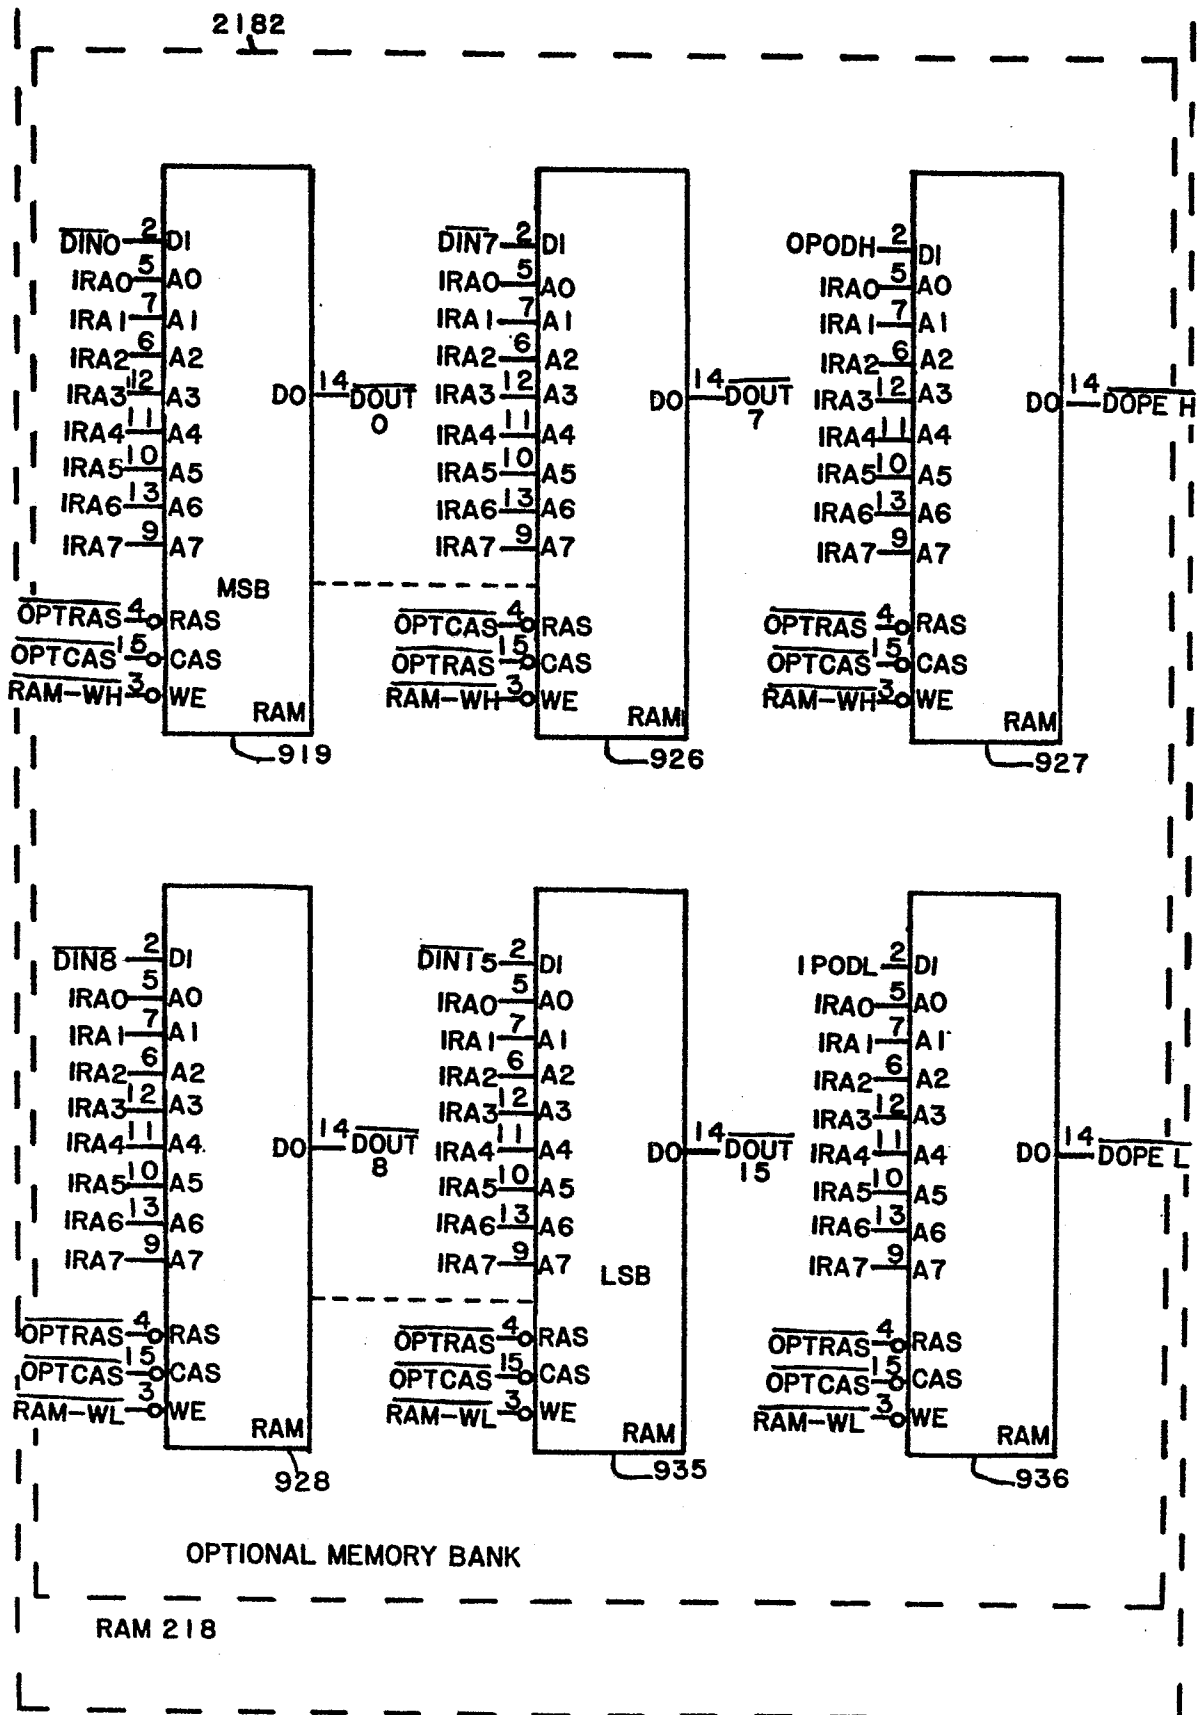 2182
DIN0 2 DI
IRA0 5 A0
IRA1 7 A1
IRA2 6 A2
IRA3 12 A3
IRA4 11 A4
IRA5 10 A5
IRA6 13 A6
IRA7 9 A7
DO 14 DOUT
0
MSB
OPTRAS 4 RAS
OPTCAS 15 CAS
RAM-WH 3 WE
RAM
919
DIN7 2 DI
IRA0 5 A0
IRA1 7 A1
IRA2 6 A2
IRA3 12 A3
IRA4 11 A4
IRA5 10 A5
IRA6 13 A6
IRA7 9 A7
DO 14 DOUT
7
OPTCAS 4 RAS
OPTRAS 15 CAS
RAM-WH 3 WE
RAM
926
OPODH 2 DI
IRA0 5 A0
IRA1 7 A1
IRA2 6 A2
IRA3 12 A3
IRA4 11 A4
IRA5 10 A5
IRA6 13 A6
IRA7 9 A7
DO 14 DOPE H
OPTRAS 4 RAS
OPTCAS 15 CAS
RAM-WH 3 WE
RAM
927
DIN8 2 DI
IRA0 5 A0
IRA1 7 A1
IRA2 6 A2
IRA3 12 A3
IRA4 11 A4
IRA5 10 A5
IRA6 13 A6
IRA7 9 A7
DO 14 DOUT
8
OPTRAS 4 RAS
OPTCAS 15 CAS
RAM-WL 3 WE
RAM
928
DIN15 2 DI
IRA0 5 A0
IRA1 7 A1
IRA2 6 A2
IRA3 12 A3
IRA4 11 A4
IRA5 10 A5
IRA6 13 A6
IRA7 9 A7
DO 14 DOUT
15
LSB
OPTRAS 4 RAS
OPTCAS 15 CAS
RAM-WL 3 WE
RAM
935
IPODL 2 DI
IRA0 5 A0
IRA1 7 A1
IRA2 6 A2
IRA3 12 A3
IRA4 11 A4
IRA5 10 A5
IRA6 13 A6
IRA7 9 A7
DO 14 DOPE L
OPTRAS 4 RAS
OPTCAS 15 CAS
RAM-WL 3 WE
RAM
936
OPTIONAL MEMORY BANK
RAM 218